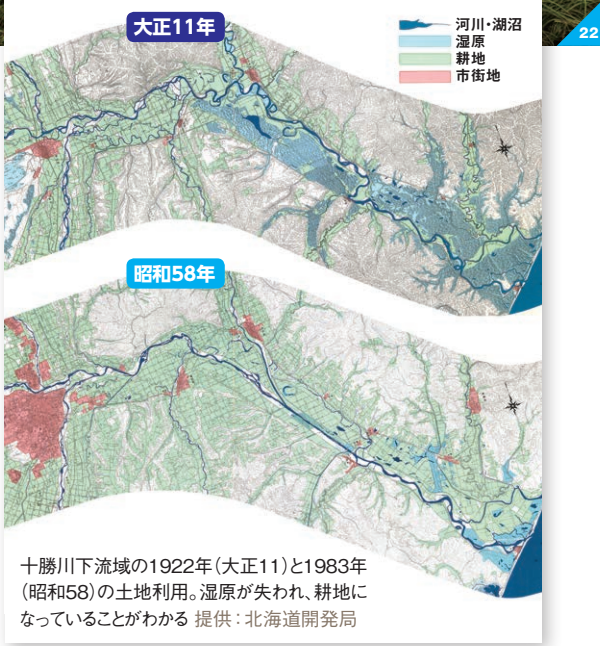 大正11年
河川・湖沼
湿原
耕地
市街地
22
昭和58年
十勝川下流域の1922年（大正11）と1983年
（昭和58）の土地利用。湿原が失われ、耕地に
なっていることがわかる 提供：北海道開発局